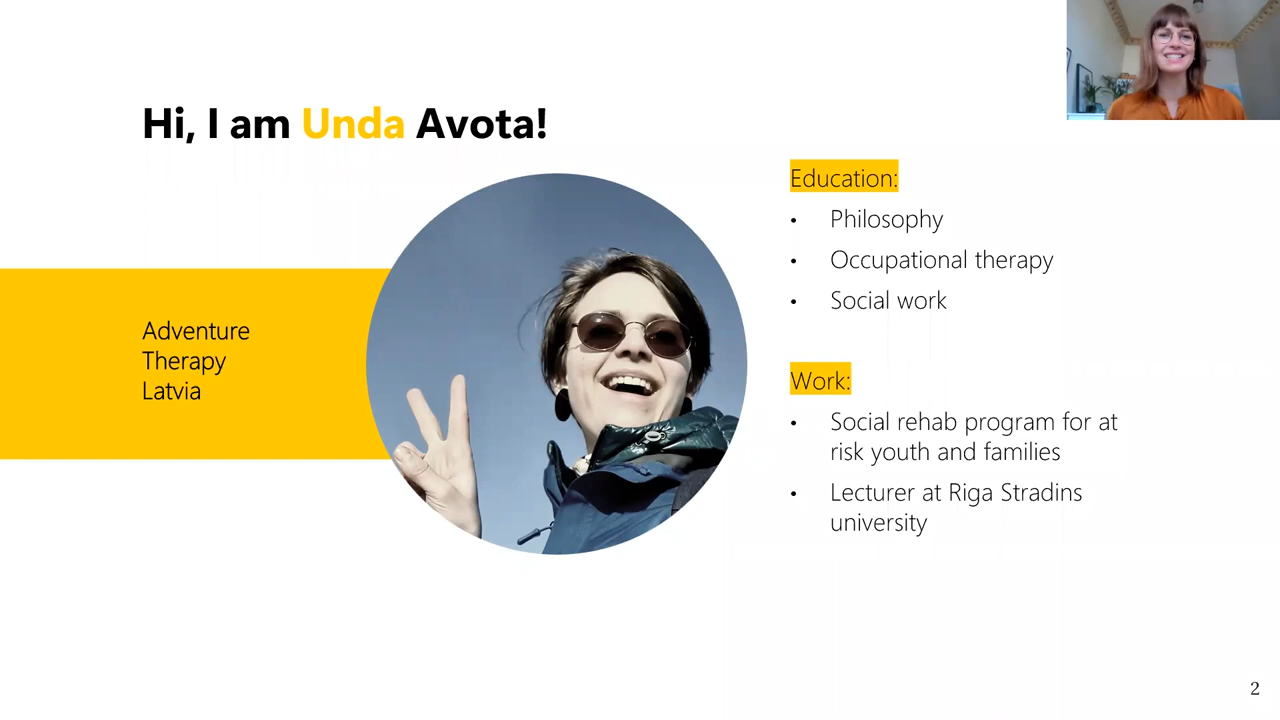 Hi, I am Unda Avota!
Adventure
Therapy
Latvia
Education:
• Philosophy
• Occupational therapy
• Social work
Work:
• Social rehab program for at
risk youth and families
• Lecturer at Riga Stradins
university
2